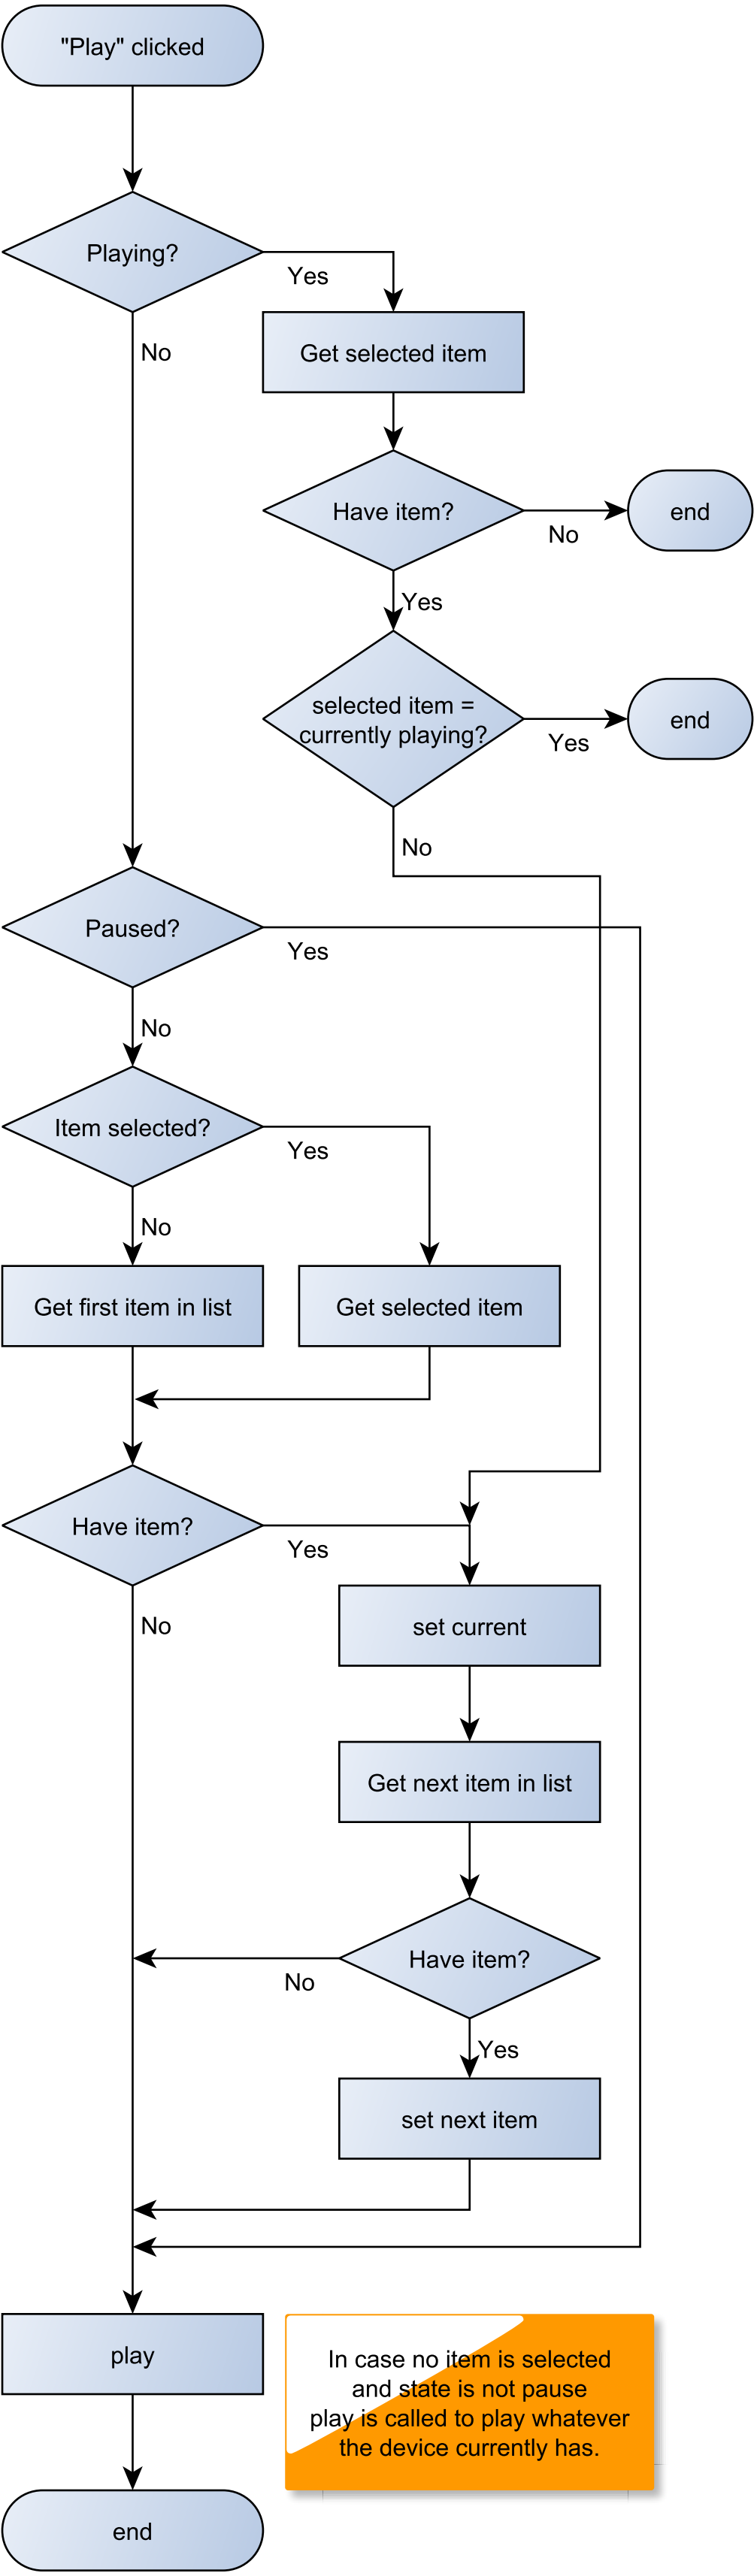 "Play" clicked
Playing?
Yes
No
Get selected item
Have item?
No
end
Yes
selected item =
currently playing?
Yes
end
No
Paused?
Yes
No
Item selected?
Yes
No
Get first item in list
Get selected item
Have item?
Yes
No
set current
Get next item in list
Have item?
No
Yes
set next item
play
In case no item is selected
and state is not pause
play is called to play whatever
the device currently has.
end